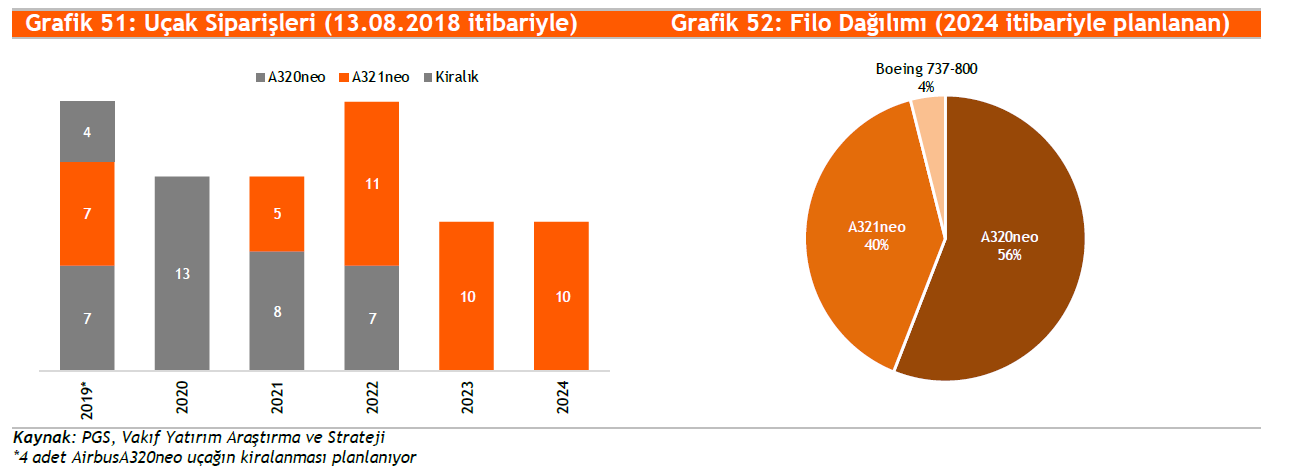 Grafik 51: Uçak Siparişleri (13.08.2018 itibariyle)
A320neo A321neo Kiralık
4
7
7
13
5
8
11
7
10
10
2019*
2020
2021
2022
2023
2024
Grafik 52: Filo Dağılımı (2024 itibariyle planlanan)
Boeing 737-800
4%
A321neo
40%
A320neo
56%
Kaynak: PGS, Vakıf Yatırım Araştırma ve Strateji
*4 adet AirbusA320neo uçağın kiralanması planlanıyor